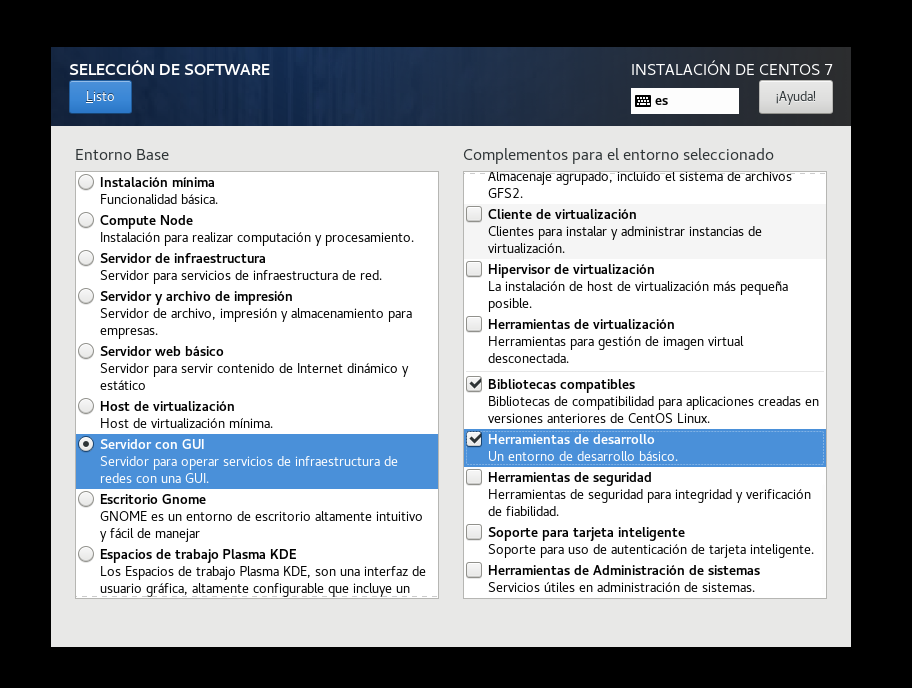 SELECCIÓN DE SOFTWARE
INSTALACIÓN DE CENTOS 7
Listo
es
¡Ayuda!
Entorno Base
Instalación mínima
Funcionalidad básica.
Compute Node
Instalación para realizar computación y procesamiento.
Servidor de infraestructura
Servidor para servicios de infraestructura de red.
Servidor y archivo de impresión
Servidor de archivo, impresión y almacenamiento para
empresas.
Servidor web básico
Servidor para servir contenido de Internet dinámico y
estático
Host de virtualización
Host de virtualización mínima.
Servidor con GUI
Servidor para operar servicios de infraestructura de
redes con una GUI.
Escritorio Gnome
GNOME es un entorno de escritorio altamente intuitivo
y fácil de manejar
Espacios de trabajo Plasma KDE
Los Espacios de trabajo Plasma KDE, son una interfaz de
usuario gráfica, altamente configurable que incluye un
Complementos para el entorno seleccionado
Almacenaje agrupado, incluido el sistema de archivos
GFS2.
Cliente de virtualización
Clientes para instalar y administrar instancias de
virtualización.
Hipervisor de virtualización
La instalación de host de virtualización más pequeña
posible.
Herramientas de virtualización
Herramientas para gestión de imagen virtual
desconectada.
Bibliotecas compatibles
Bibliotecas de compatibilidad para aplicaciones creadas en
versiones anteriores de CentOS Linux.
Herramientas de desarrollo
Un entorno de desarrollo básico.
Herramientas de seguridad
Herramientas de seguridad para integridad y verificación
de fiabilidad.
Soporte para tarjeta inteligente
Soporte para uso de autenticación de tarjeta inteligente.
Herramientas de Administración de sistemas
Servicios útiles en administración de sistemas.